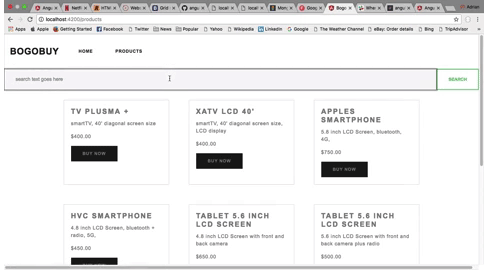 localhost:4200/products
Apps Bookmarks Getting Started Facebook Twitter News Popular Yahoo Wikipedia LinkedIn Google The Weather Channel eBay: Order details Bing TripAdvisor
BOGOBUY HOME PRODUCTS
search text goes here SEARCH
TV PLUSMA +
smartTV, 40' diagonal screen size
$400.00
BUY NOW
XATV LCD 40'
smartTV, 40' diagonal screen size,
LCD display
$400.00
BUY NOW
APPLES
SMARTPHONE
5.8 inch LCD Screen, bluetooth,
4G,
$750.00
BUY NOW
HVC SMARTPHONE
4.8 inch LCD Screen, bluetooth +
radio, 5G,
$450.00
BUY NOW
TABLET 5.6 INCH
LCD SCREEN
5.6 inch LCD Screen with front and
back camera
$650.00
TABLET 5.6 INCH
LCD SCREEN
5.6 inch LCD Screen with front and
back camera plus radio
$500.00